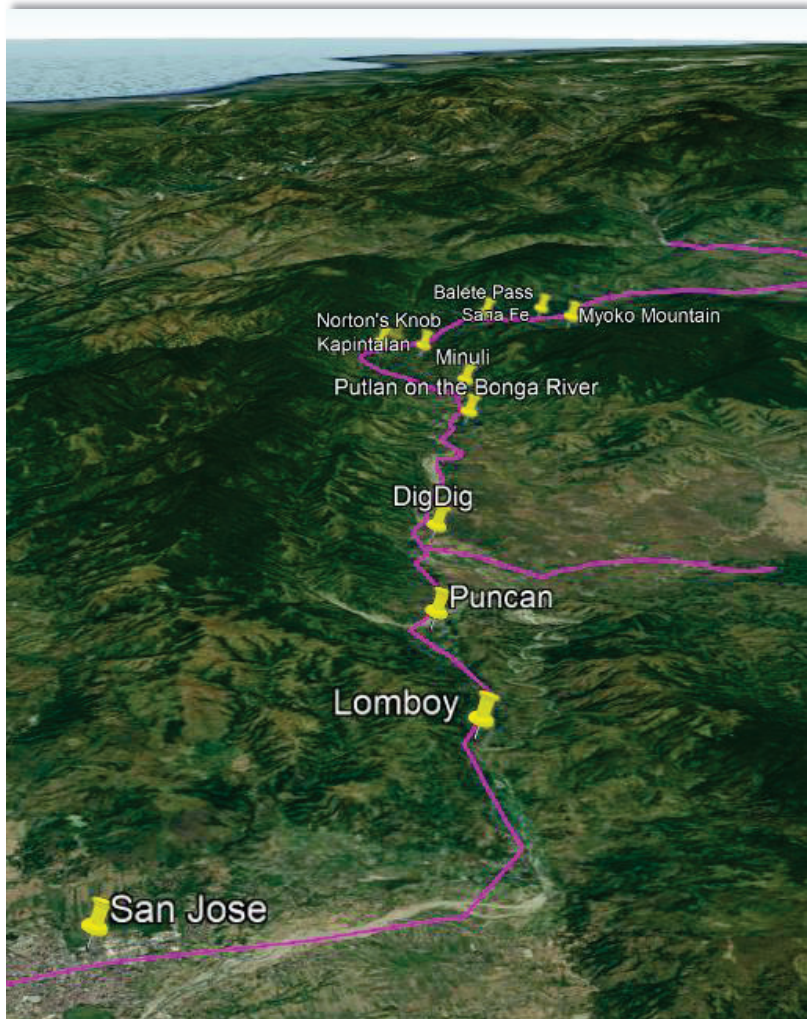 Balete Pass
Santa Fe
Myoko Mountain
Norton's Knob
Kapintalan
Minuli
Putlan on the Bonga River
DigDig
Puncan
Lomboy
San Jose